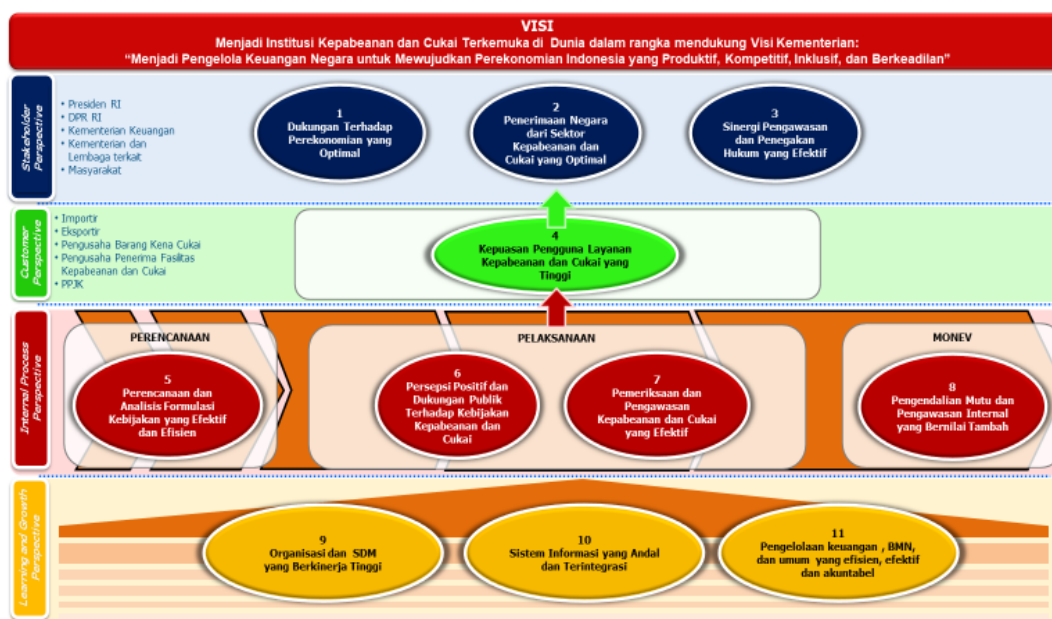 VISI
Menjadi Institusi Kepabeanan dan Cukai Terkemuka di Dunia dalam rangka mendukung Visi Kementerian:
“Menjadi Pengelola Keuangan Negara untuk Mewujudkan Perekonomian Indonesia yang Produktif, Kompetitif, Inklusif, dan Berkeadilan”
Stakeholder
Perspective
• Presiden RI
• DPR RI
• Kementerian Keuangan
• Kementerian dan
Lembaga terkat
• Masyarakat
1
Dukungan Terhadap
Perekonomian yang
Optimal
2
Penerimaan Negara
dari Sektor
Kepabeanan dan
Cukai yang Optimal
3
Sinergi Pengawasan
dan Penegakan
Hukum yang Efektif
Customer
Perspective
• Importir
• Eksportir
• Pengusaha Barang Kena Cukai
• Pengusaha Penerima Fasilitas
Kepabeanan dan Cukai
• PPJK
4
Kepuasan Pengguna Layanan
Kepabeanan dan Cukai yang
Tinggi
Internal Process
Perspective
PERENCANAAN
5
Perencanaan dan
Analisis Formulasi
Kebijakan yang Efektif
dan Efisien
PELAKSANAAN
6
Persepsi Positif dan
Dukungan Publik
Terhadap Kebijakan
Kepabeanan dan
Cukai
7
Pemeriksaan dan
Pengawasan
Kepabeanan dan Cukai
yang Efektif
MONEV
8
Pengendalian Mutu dan
Pengawasan Internal
yang Bernilai Tambah
Learning and Growth
Perspective
9
Organisasi dan SDM
yang Berkinerja Tinggi
10
Sistem Informasi yang Andal
dan Terintegrasi
11
Pengelolaan keuangan , BMN,
dan umum yang efisien, efektif
dan akuntabel